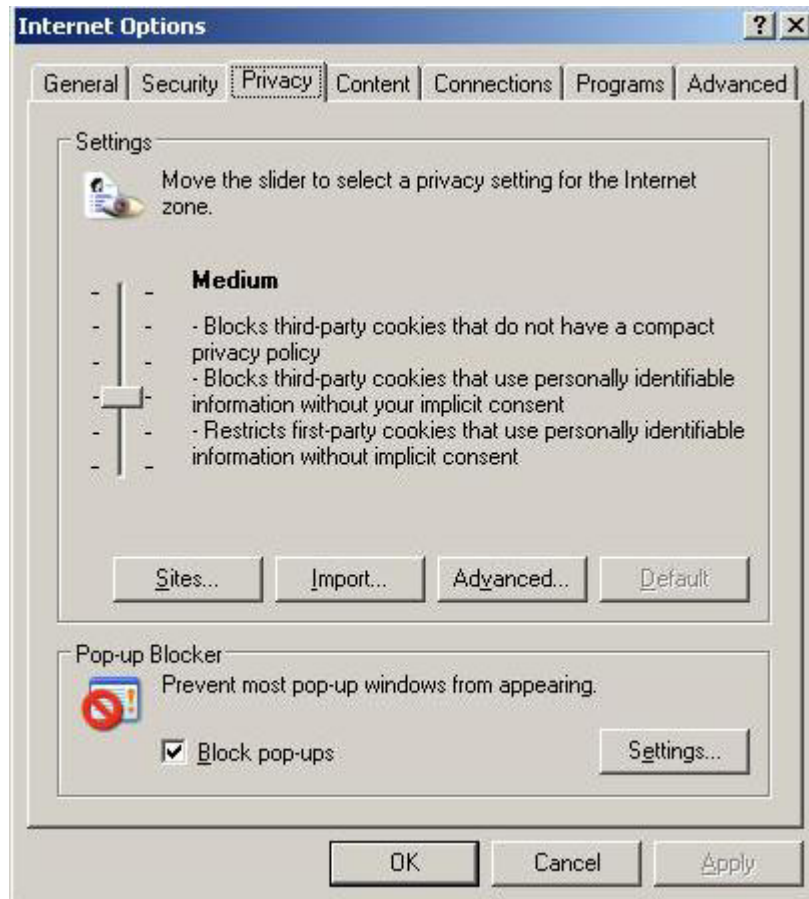 Internet Options
General Security Privacy Content Connections Programs Advanced
Settings
Move the slider to select a privacy setting for the Internet
zone.
Medium
- Blocks third-party cookies that do not have a compact
privacy policy
- Blocks third-party cookies that use personally identifiable
information without your implicit consent
- Restricts first-party cookies that use personally identifiable
information without implicit consent
Sites... Import... Advanced... Default
Pop-up Blocker
Prevent most pop-up windows from appearing.
Block pop-ups Settings...
OK Cancel Apply